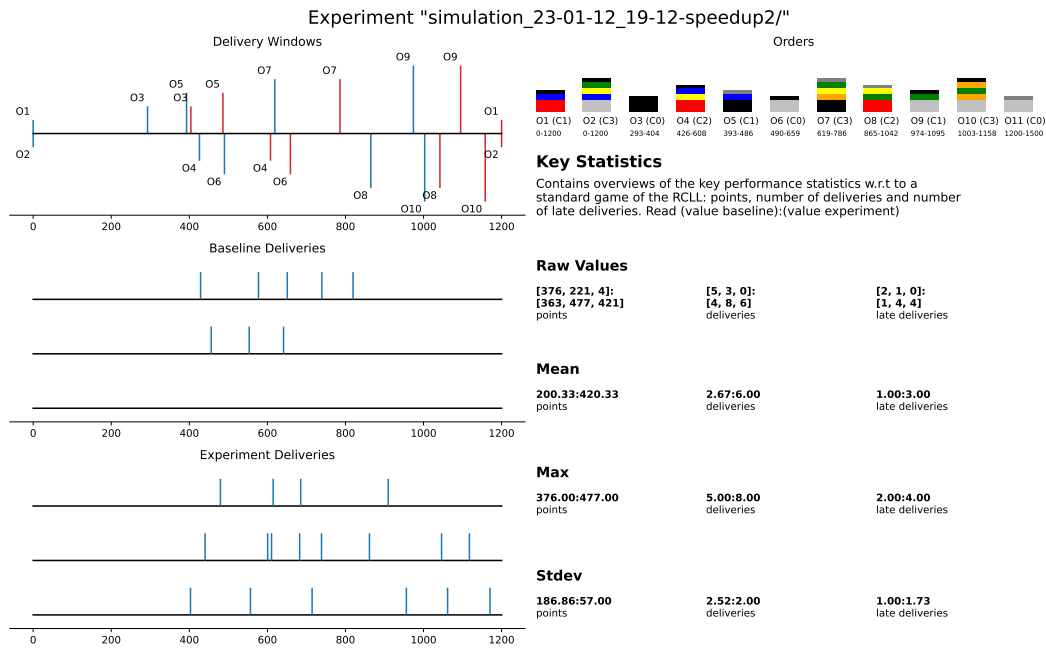 Experiment "simulation_23-01-12_19-12-speedup2/"
Delivery Windows
O9 O9
O7 O7
O5 O5
O3 O3
O1 O1
O2 O2
O4 O4
O6 O6
O8 O8
O10 O10
0 200 400 600 800 1000 1200
Baseline Deliveries
0 200 400 600 800 1000 1200
Experiment Deliveries
0 200 400 600 800 1000 1200
Orders
O1 (C1) O2 (C3) O3 (C0) O4 (C2) O5 (C1) O6 (C0) O7 (C3) O8 (C2) O9 (C1) O10 (C3) O11 (C0)
0-1200 0-1200 293-404 426-608 393-486 490-659 619-786 865-1042 974-1095 1003-1158 1200-1500
Key Statistics
Contains overviews of the key performance statistics w.r.t to a
standard game of the RCLL: points, number of deliveries and number
of late deliveries. Read (value baseline):(value experiment)
Raw Values
[376, 221, 4]: [5, 3, 0]: [2, 1, 0]:
[363, 477, 421] [4, 8, 6] [1, 4, 4]
points deliveries late deliveries
Mean
200.33:420.33 2.67:6.00 1.00:3.00
points deliveries late deliveries
Max
376.00:477.00 5.00:8.00 2.00:4.00
points deliveries late deliveries
Stdev
186.86:57.00 2.52:2.00 1.00:1.73
points deliveries late deliveries